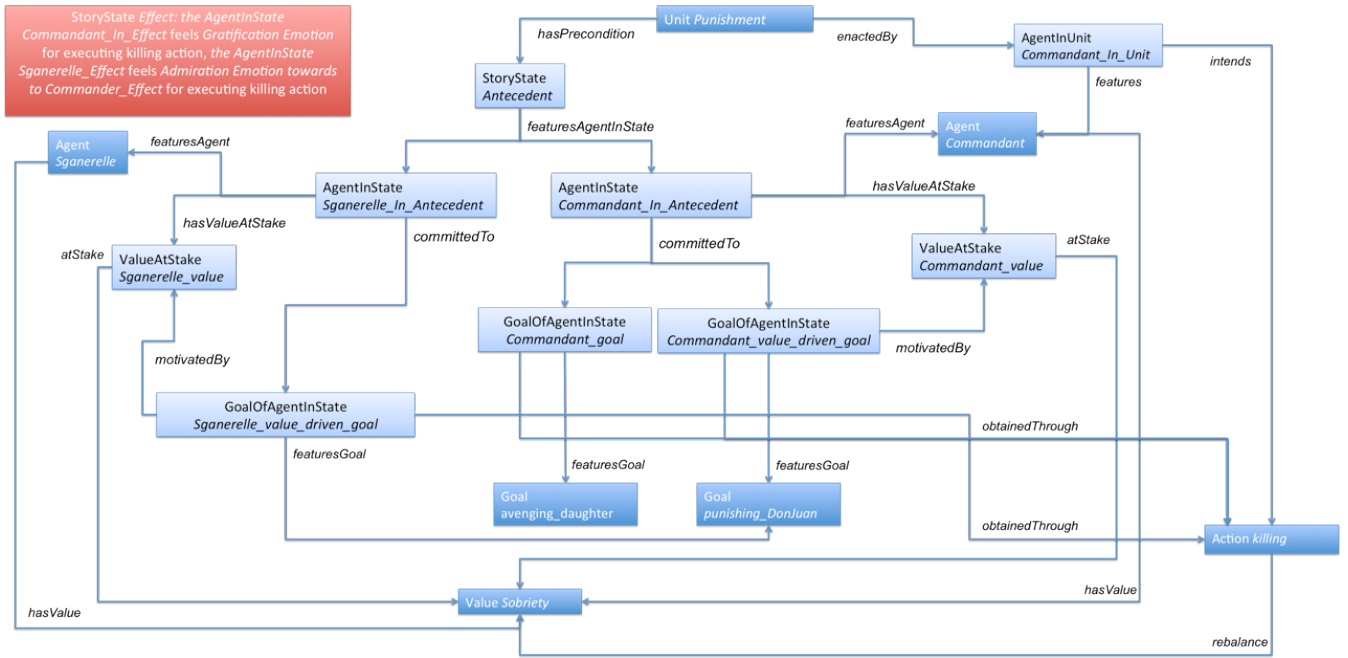 StoryState Effect: the AgentInState
Commandant_In_Effect feels Gratification Emotion
for executing killing action, the AgentInState
Sganerelle_Effect feels Admiration Emotion towards
to Commander_Effect for executing killing action
Unit Punishment
hasPrecondition
enactedBy
AgentInUnit
Commandant_In_Unit
intends
StoryState
Antecedent
features
featuresAgentInState
featuresAgent
Agent
Commandant
Agent
Sganerelle
featuresAgent
AgentInState
Sganerelle_In_Antecedent
AgentInState
Commandant_In_Antecedent
hasValueAtStake
hasValueAtStake
committedTo
committedTo
atStake
ValueAtStake
Sganerelle_value
ValueAtStake
Commandant_value
atStake
GoalOfAgentInState
Commandant_goal
GoalOfAgentInState
Commandant_value_driven_goal
motivatedBy
motivatedBy
GoalOfAgentInState
Sganerelle_value_driven_goal
obtainedThrough
featuresGoal
featuresGoal
featuresGoal
Goal
avenging_daughter
Goal
punishing_DonJuan
obtainedThrough
Action killing
hasValue
Value Sobriety
hasValue
rebalance